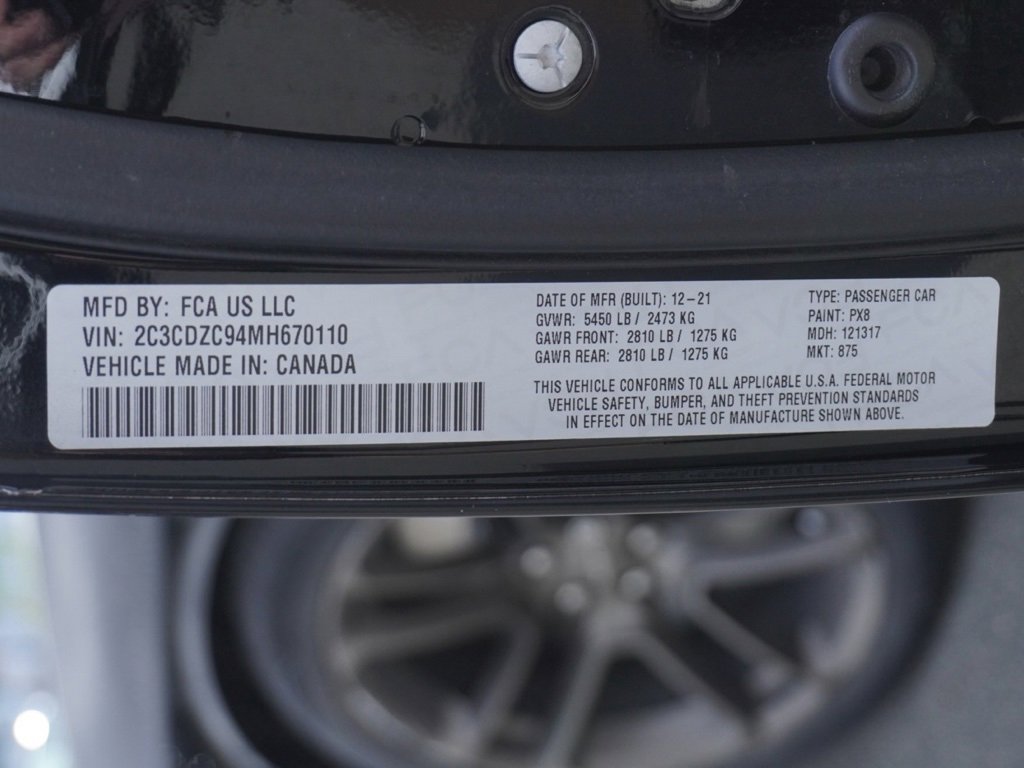 MFD BY: FCA US LLC
VIN: 2C3CDZC94MH670110
VEHICLE MADE IN: CANADA
DATE OF MFR (BUILT): 12-21
GVWR: 5450 LB / 2473 KG
GAWR FRONT: 2810 LB / 1275 KG
GAWR REAR: 2810 LB / 1275 KG
TYPE: PASSENGER CAR
PAINT: PX8
MDH: 121317
MKT: 875
THIS VEHICLE CONFORMS TO ALL APPLICABLE U.S.A. FEDERAL MOTOR
VEHICLE SAFETY, BUMPER, AND THEFT PREVENTION STANDARDS
IN EFFECT ON THE DATE OF MANUFACTURE SHOWN ABOVE.